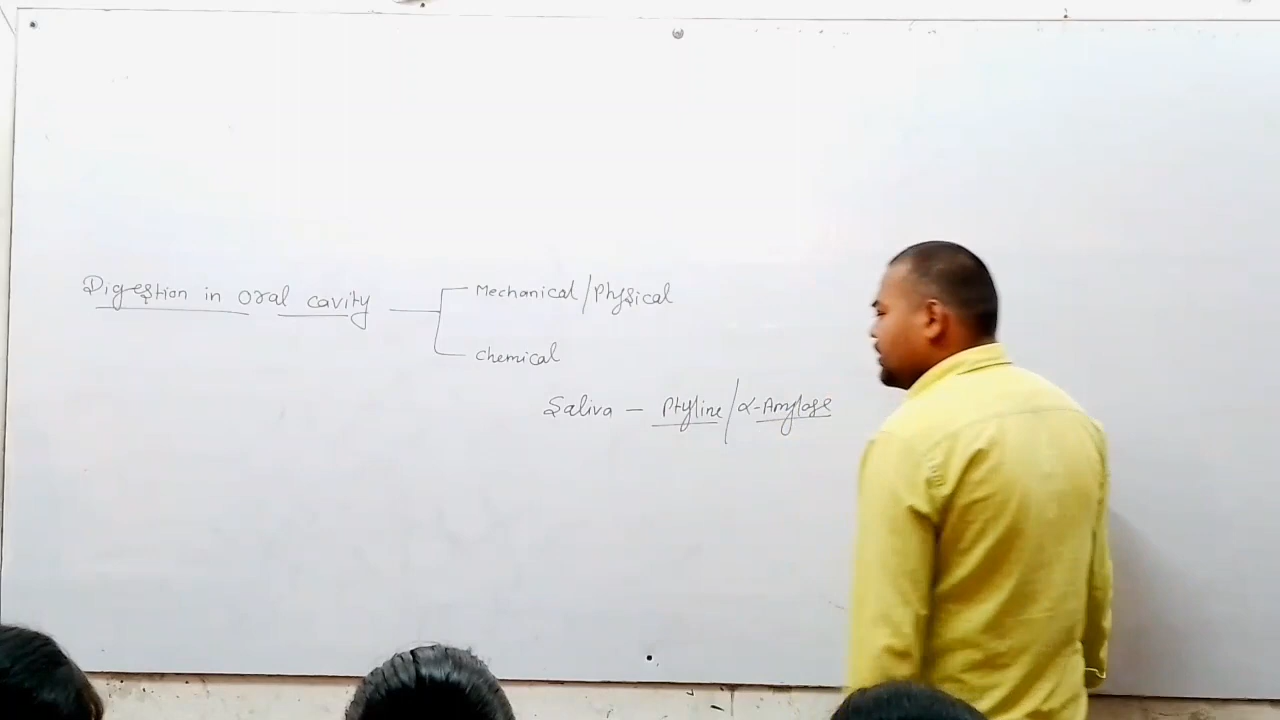 Digestion in oral cavity
Mechanical/Physical
chemical
Saliva — Ptyline/α-Amylase